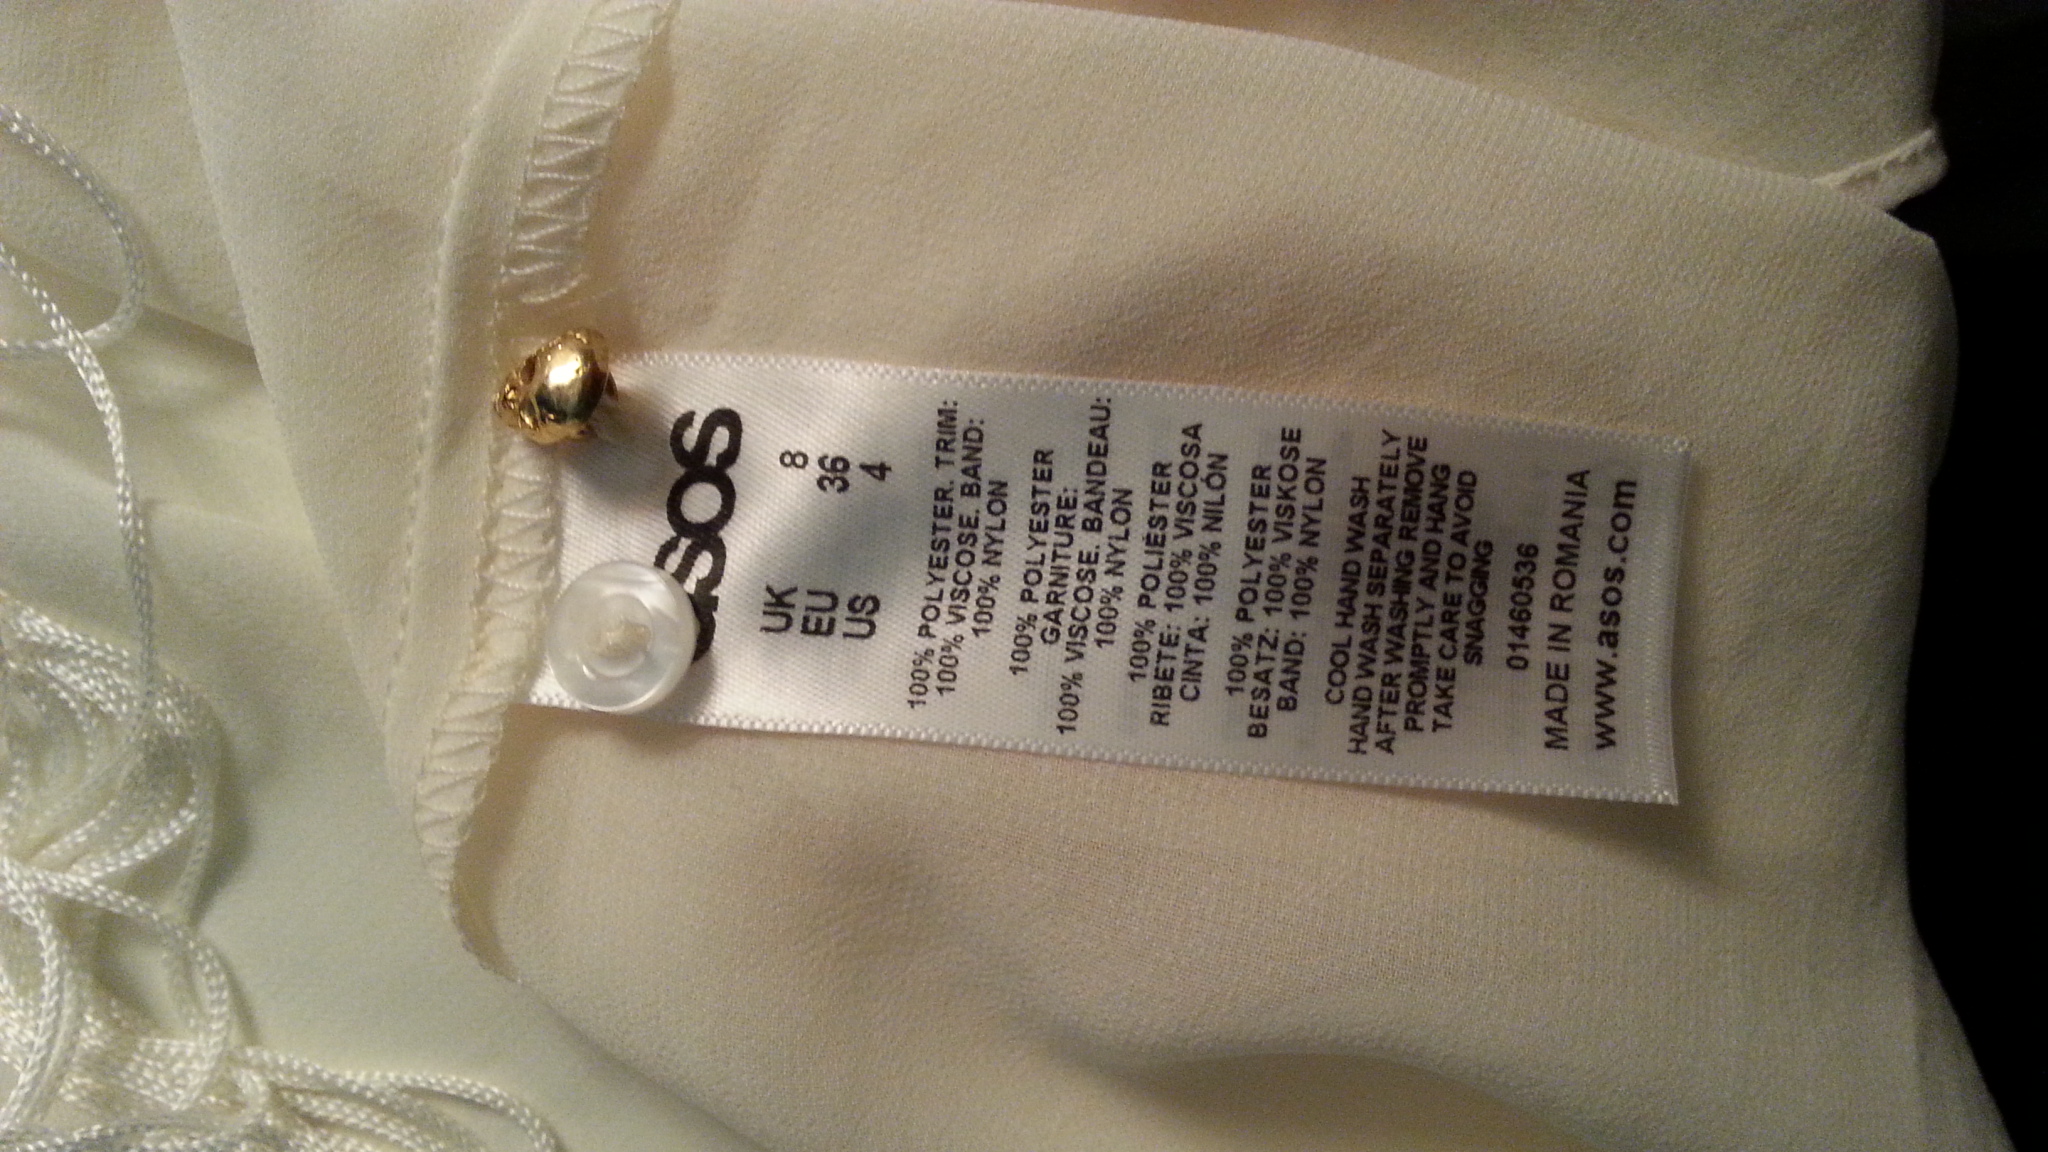 asos
UK 8
EU 36
US 4
100% POLYESTER. TRIM:
100% VISCOSE. BAND:
100% NYLON
100% POLYESTER
GARNITURE:
100% VISCOSE. BANDEAU:
100% NYLON
100% POLIÉSTER
RIBETE: 100% VISCOSA
CINTA: 100% NILÓN
100% POLYESTER
BESATZ: 100% VISKOSE
BAND: 100% NYLON
COOL HAND WASH
HAND WASH SEPARATELY
AFTER WASHING REMOVE
PROMPTLY AND HANG
TAKE CARE TO AVOID
SNAGGING
01460536
MADE IN ROMANIA
www.asos.com